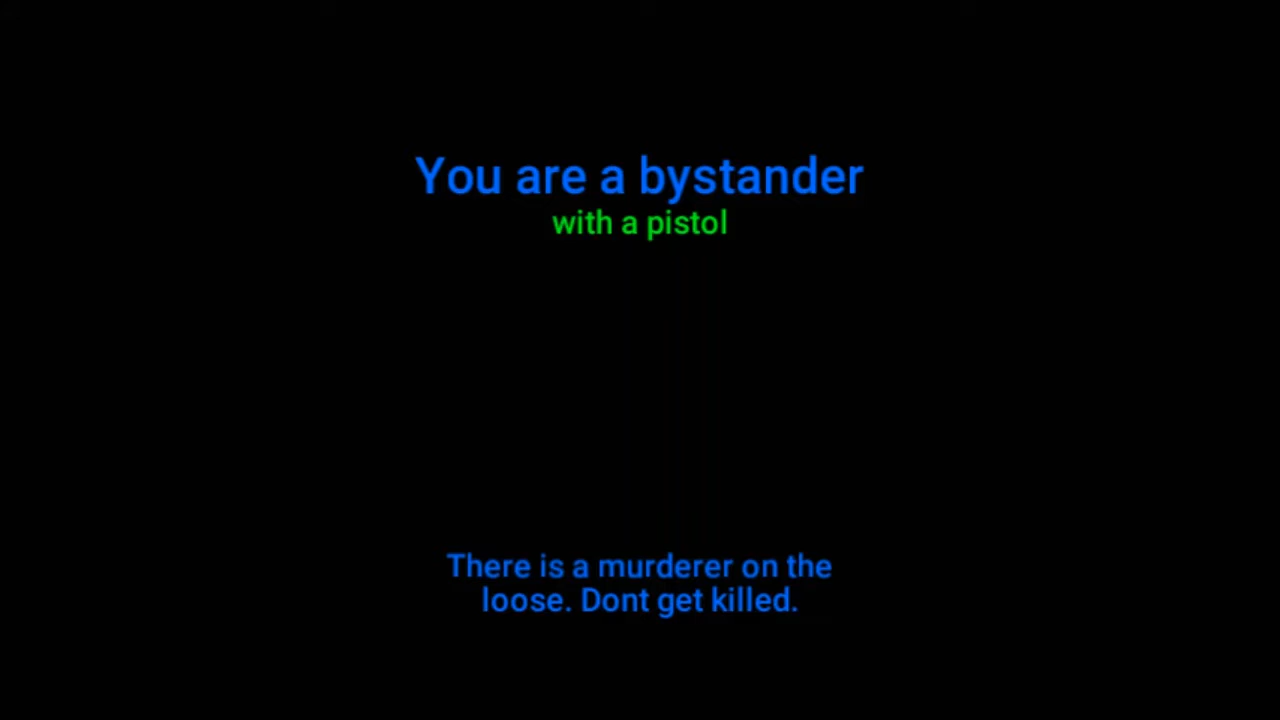 You are a bystander
with a pistol
There is a murderer on the
loose. Dont get killed.